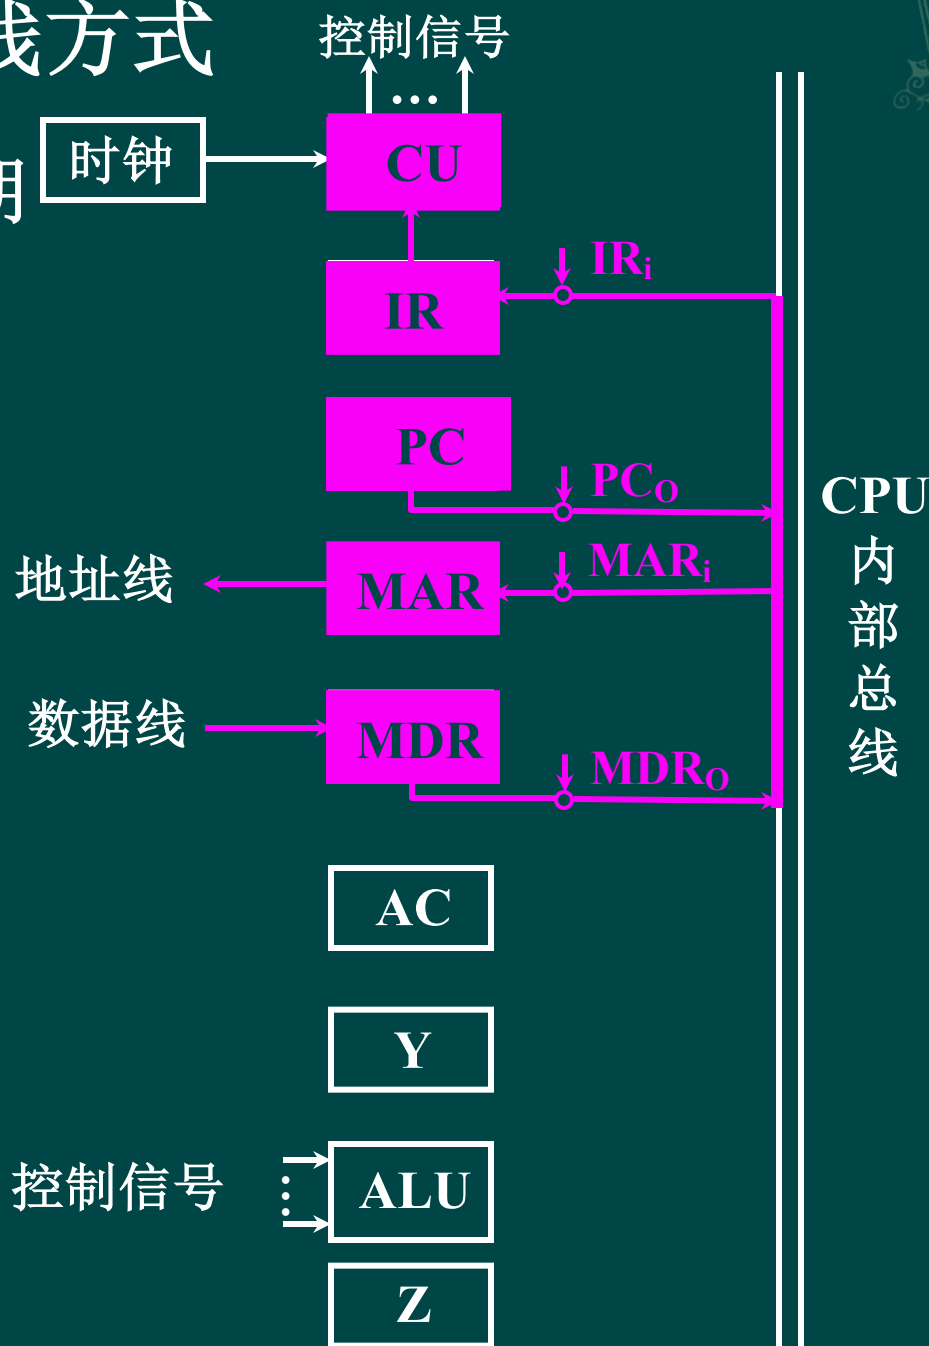 线方式
控制信号
…
时钟
CU
期
IRi
IR
PC
PCO
CPU
内
部
总
线
MARi
地址线
MAR
数据线
MDR
MDRO
AC
Y
控制信号
ALU
Z